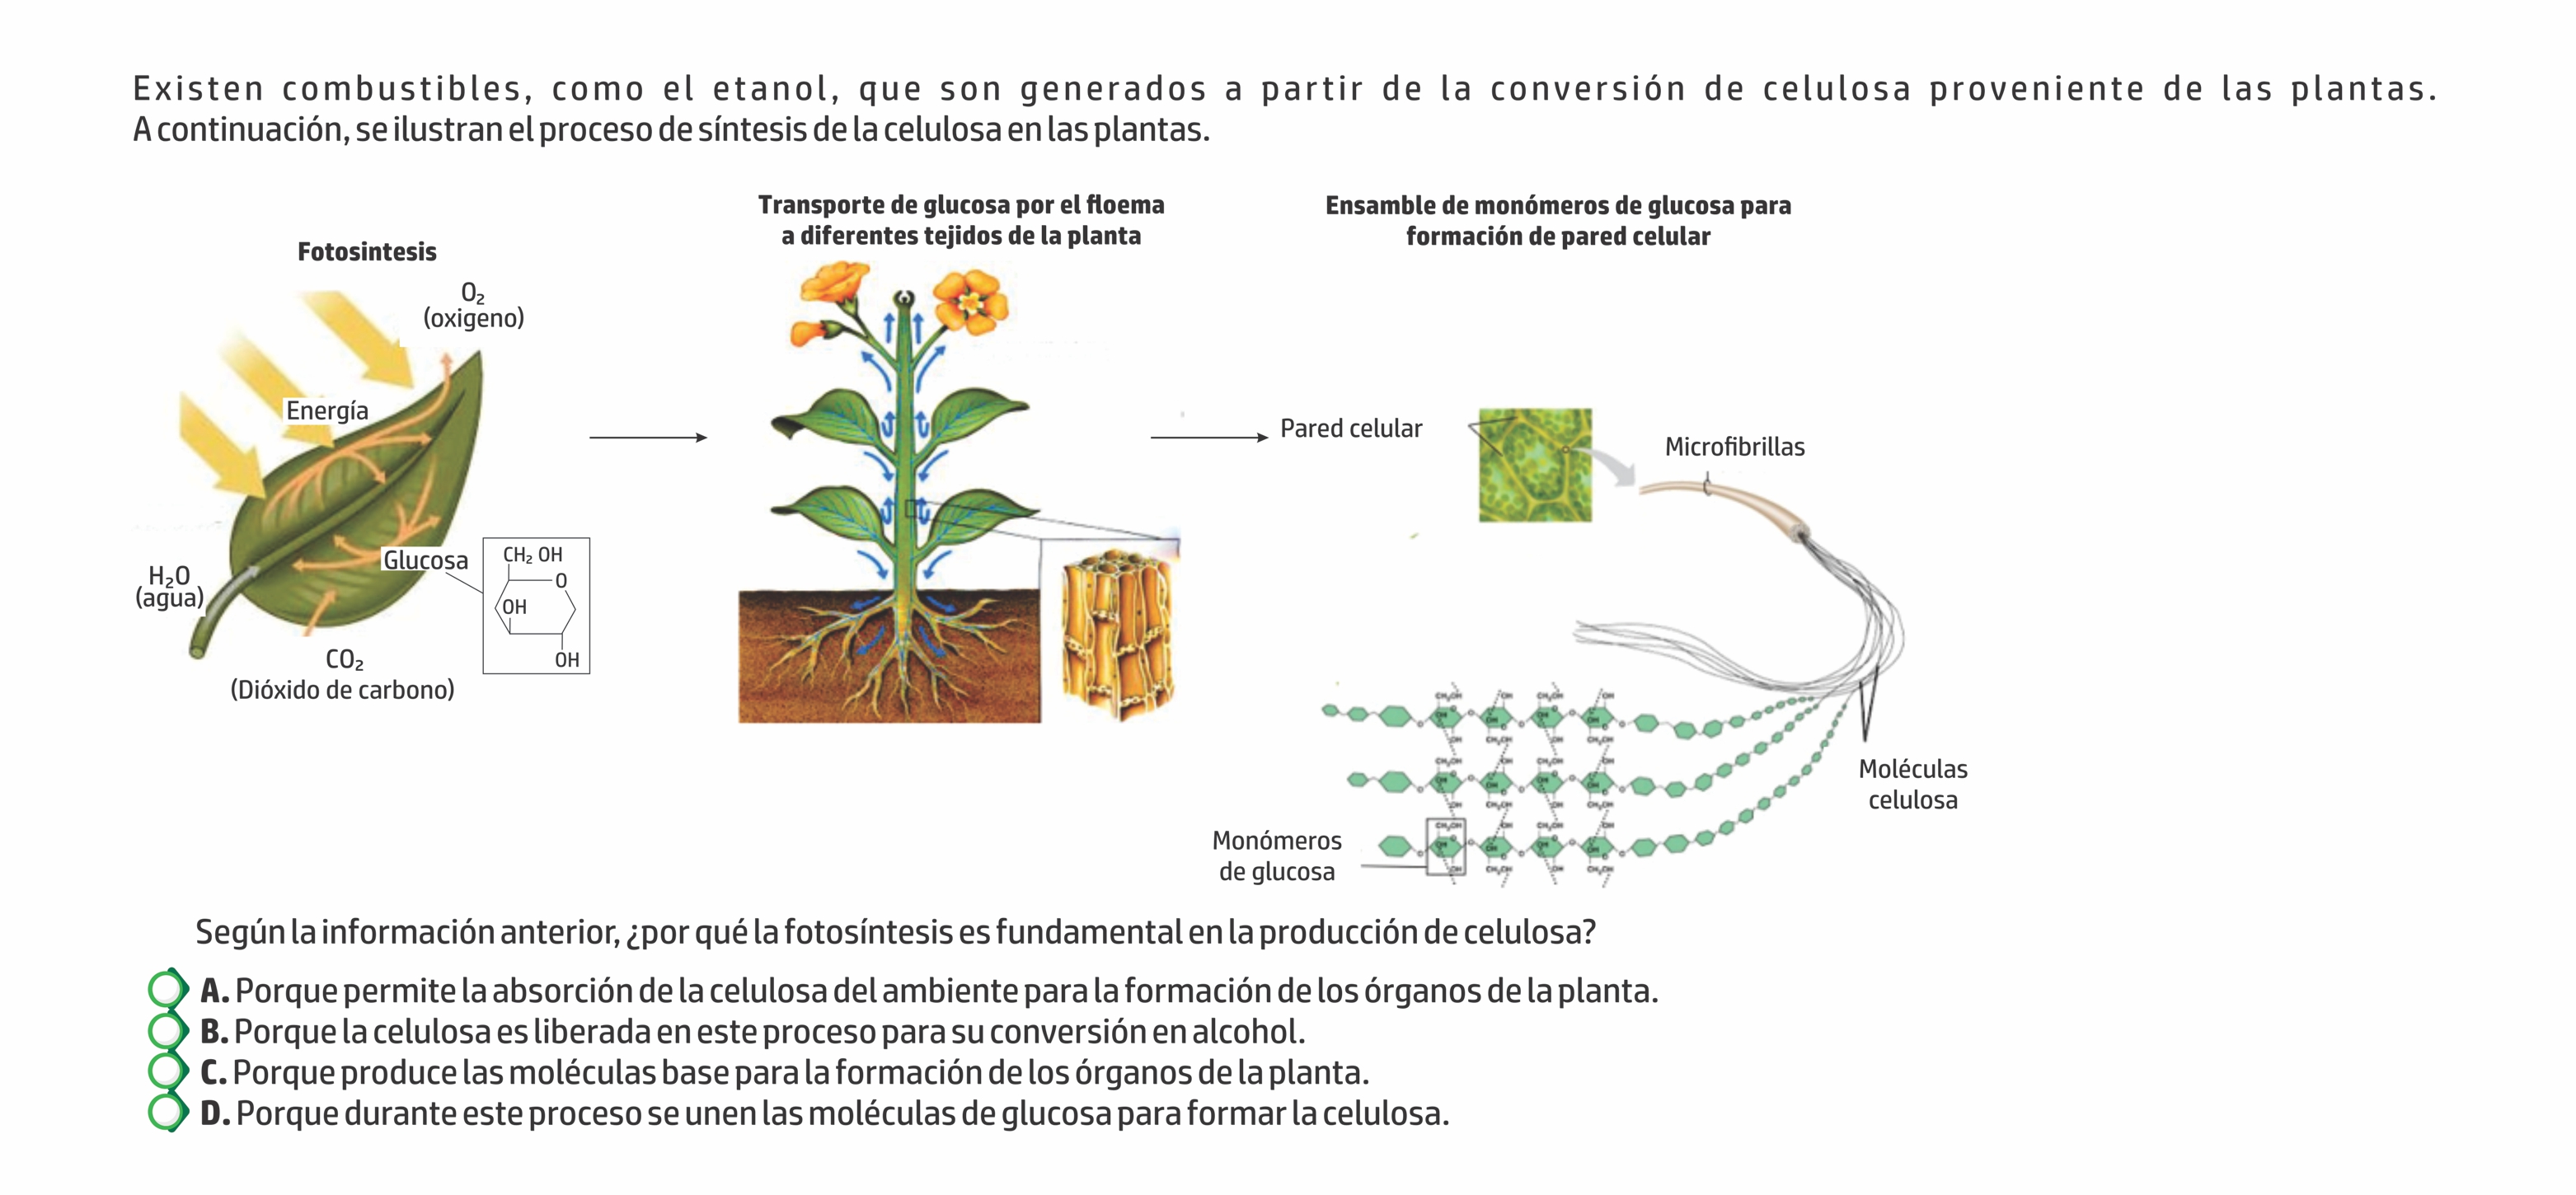 Existen combustibles, como el etanol, que son generados a partir de la conversión de celulosa proveniente de las plantas.
A continuación, se ilustran el proceso de síntesis de la celulosa en las plantas.
Fotosintesis
O₂
(oxigeno)
Energía
Glucosa
CH₂ OH
O
OH
OH
H₂O
(agua)
CO₂
(Dióxido de carbono)
Transporte de glucosa por el floema
a diferentes tejidos de la planta
Ensamble de monómeros de glucosa para
formación de pared celular
Pared celular
Microfibrillas
Moléculas
celulosa
Monómeros
de glucosa
Según la información anterior, ¿por qué la fotosíntesis es fundamental en la producción de celulosa?
A. Porque permite la absorción de la celulosa del ambiente para la formación de los órganos de la planta.
B. Porque la celulosa es liberada en este proceso para su conversión en alcohol.
C. Porque produce las moléculas base para la formación de los órganos de la planta.
D. Porque durante este proceso se unen las moléculas de glucosa para formar la celulosa.